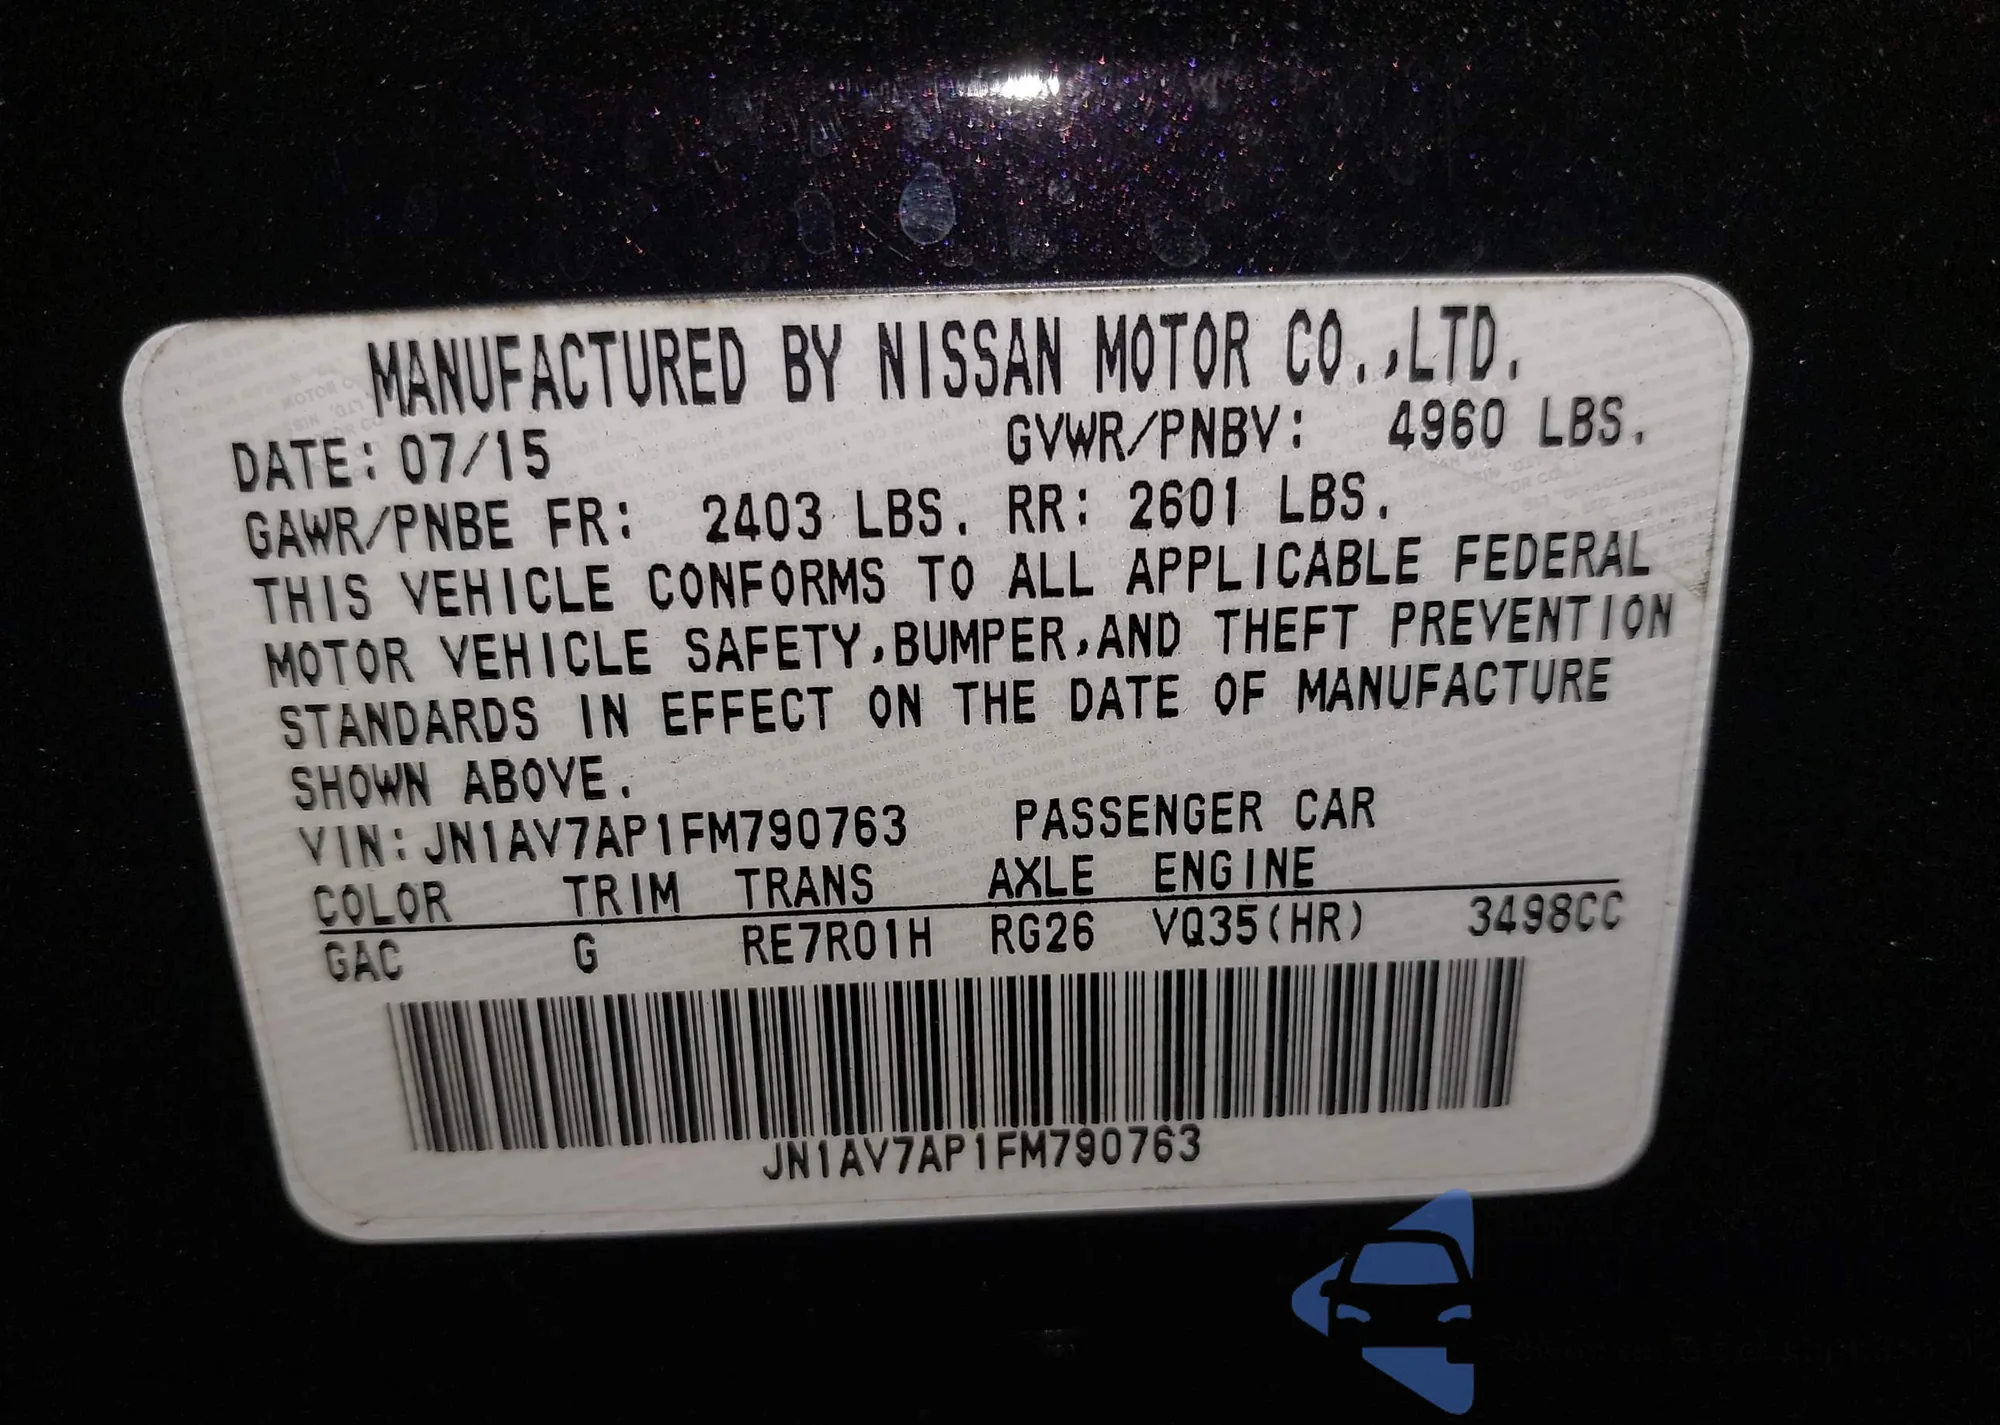 MANUFACTURED BY NISSAN MOTOR CO.,LTD.
DATE: 07/15 GVWR/PNBV: 4960 LBS.
GAWR/PNBE FR: 2403 LBS. RR: 2601 LBS.
THIS VEHICLE CONFORMS TO ALL APPLICABLE FEDERAL
MOTOR VEHICLE SAFETY,BUMPER,AND THEFT PREVENTION
STANDARDS IN EFFECT ON THE DATE OF MANUFACTURE
SHOWN ABOVE.
VIN: JN1AV7AP1FM790763 PASSENGER CAR
COLOR TRIM TRANS AXLE ENGINE
GAC G RE7R01H RG26 VQ35(HR) 3498CC
JN1AV7AP1FM790763